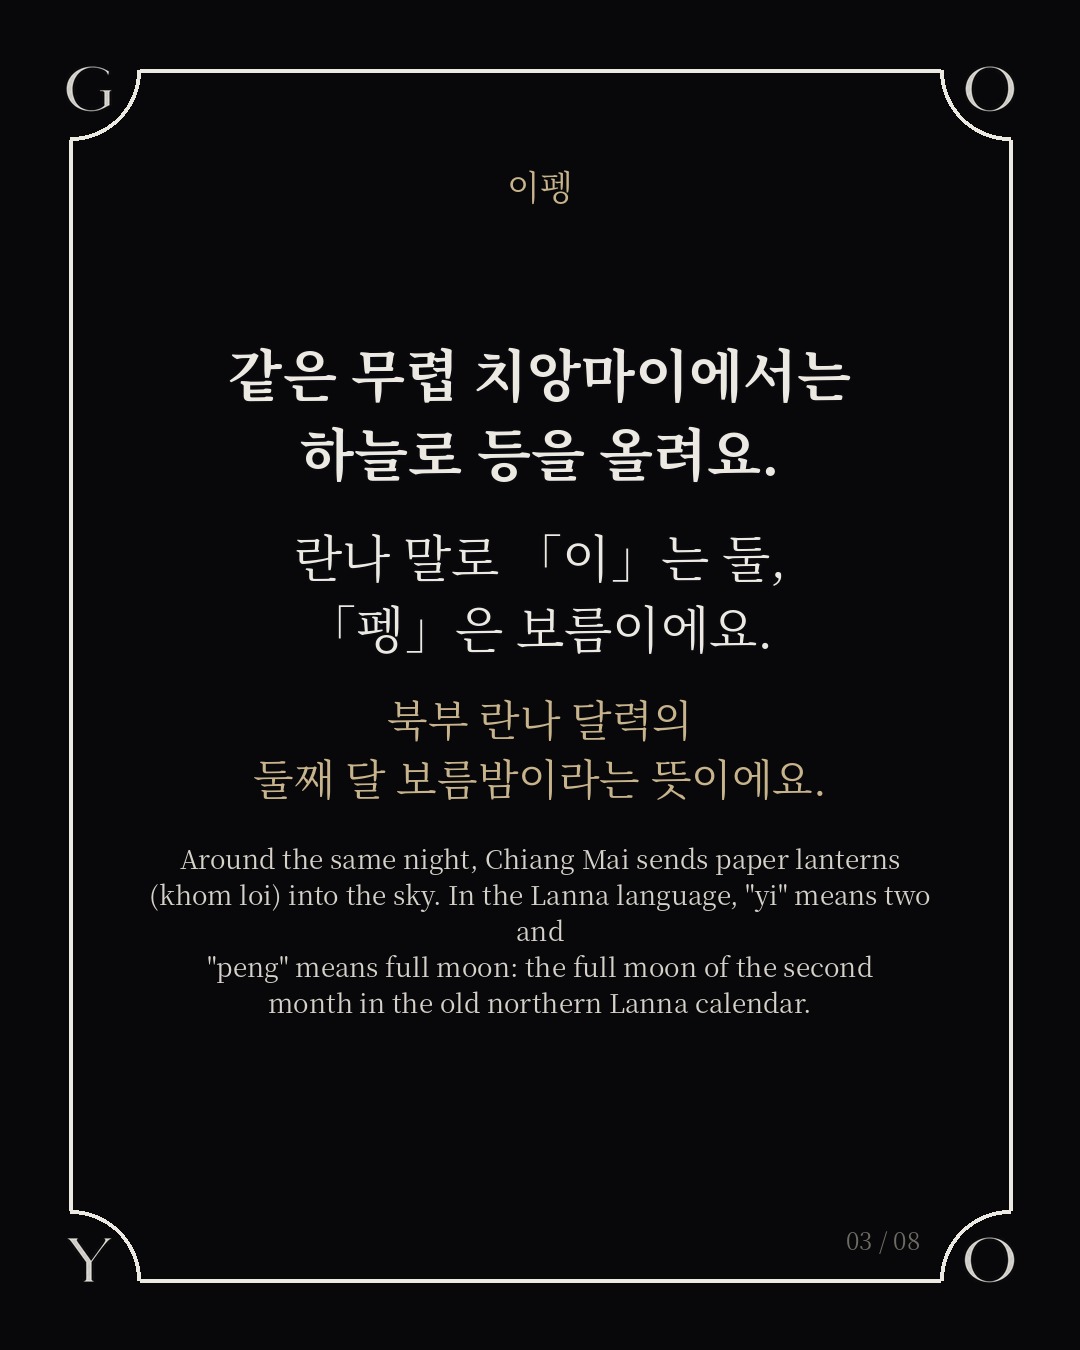 G O
이펭
같은 무렵 치앙마이에서는
하늘로 등을 올려요.
란나 말로 「이」는 둘,
「펭」은 보름이에요.
북부 란나 달력의
둘째 달 보름밤이라는 뜻이에요.
Around the same night, Chiang Mai sends paper lanterns
(khom loi) into the sky. In the Lanna language, "yi" means two
and
"peng" means full moon: the full moon of the second
month in the old northern Lanna calendar.
03 / 08
Y O